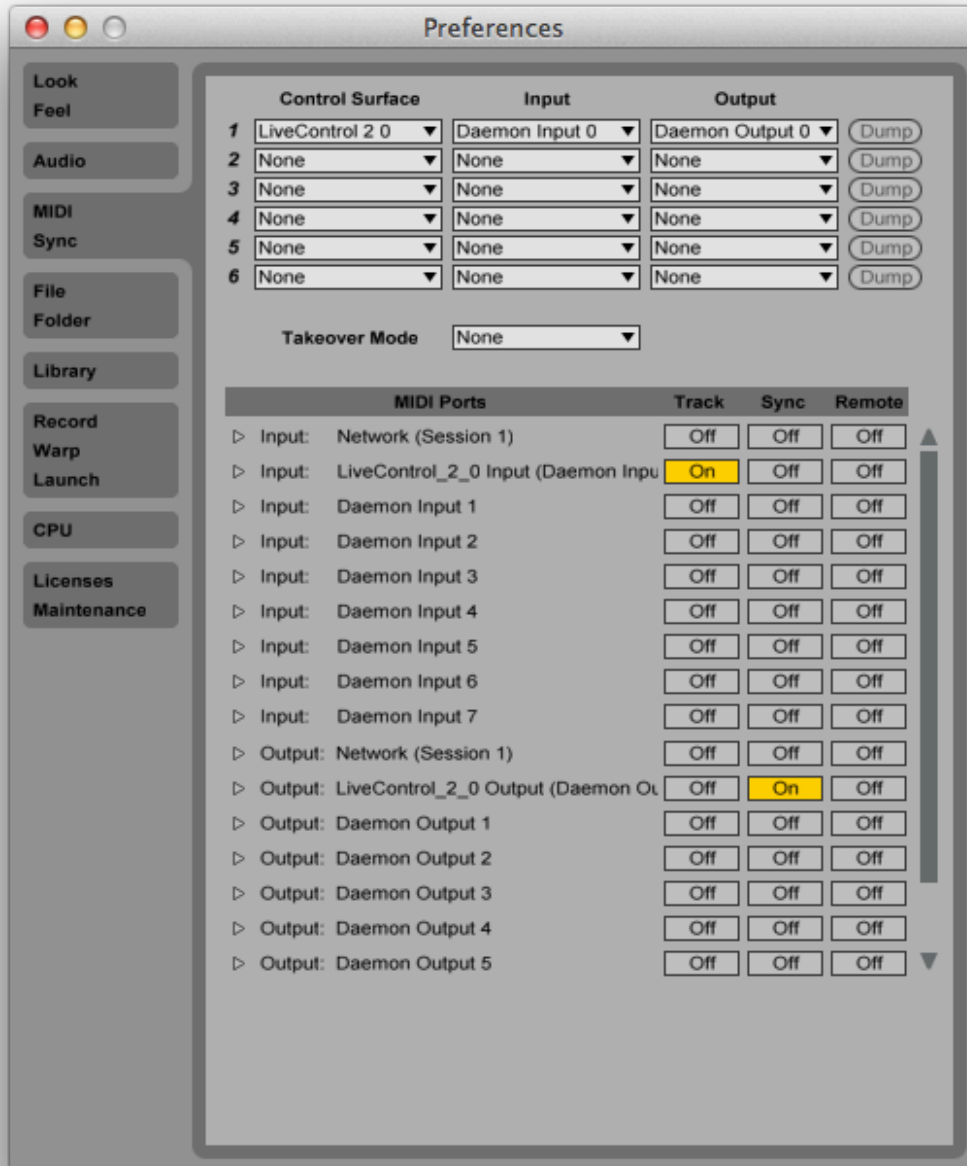 Preferences
Look
Feel
Audio
MIDI
Sync
File
Folder
Library
Record
Warp
Launch
CPU
Licenses
Maintenance
Control Surface Input Output
1 LiveControl 2 0 Daemon Input 0 Daemon Output 0 Dump
2 None None None Dump
3 None None None Dump
4 None None None Dump
5 None None None Dump
6 None None None Dump
Takeover Mode None
MIDI Ports Track Sync Remote
Input: Network (Session 1) Off Off Off
Input: LiveControl_2_0 Input (Daemon Inpu On Off Off
Input: Daemon Input 1 Off Off Off
Input: Daemon Input 2 Off Off Off
Input: Daemon Input 3 Off Off Off
Input: Daemon Input 4 Off Off Off
Input: Daemon Input 5 Off Off Off
Input: Daemon Input 6 Off Off Off
Input: Daemon Input 7 Off Off Off
Output: Network (Session 1) Off Off Off
Output: LiveControl_2_0 Output (Daemon Ou Off On Off
Output: Daemon Output 1 Off Off Off
Output: Daemon Output 2 Off Off Off
Output: Daemon Output 3 Off Off Off
Output: Daemon Output 4 Off Off Off
Output: Daemon Output 5 Off Off Off